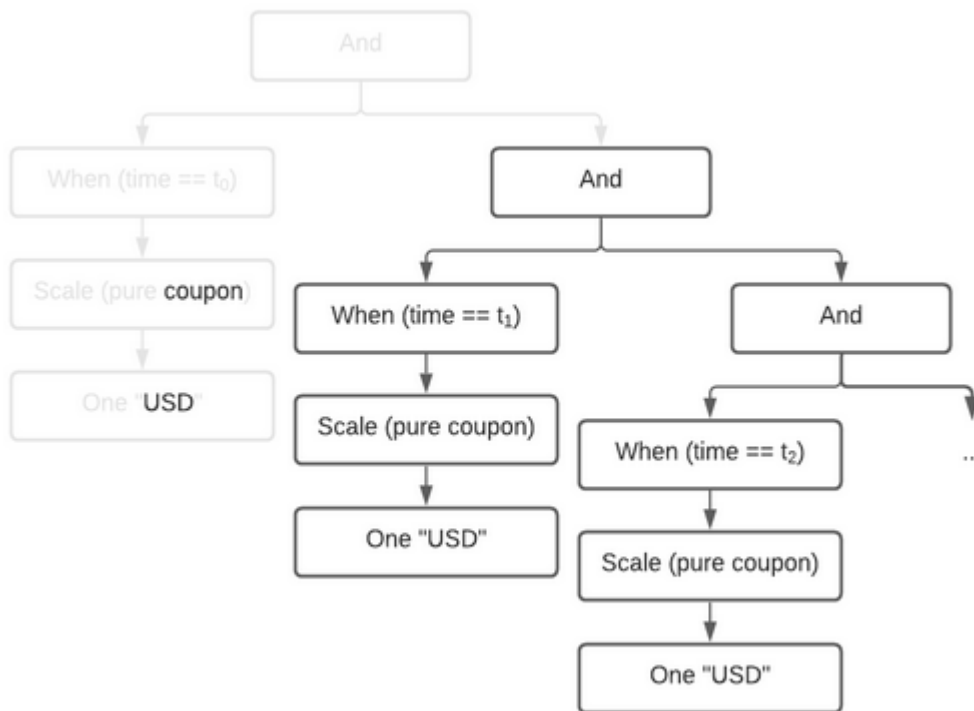 And
When (time == t₀)
Scale (pure coupon)
One "USD"
And
When (time == t₁)
Scale (pure coupon)
One "USD"
And
When (time == t₂)
Scale (pure coupon)
One "USD"
..